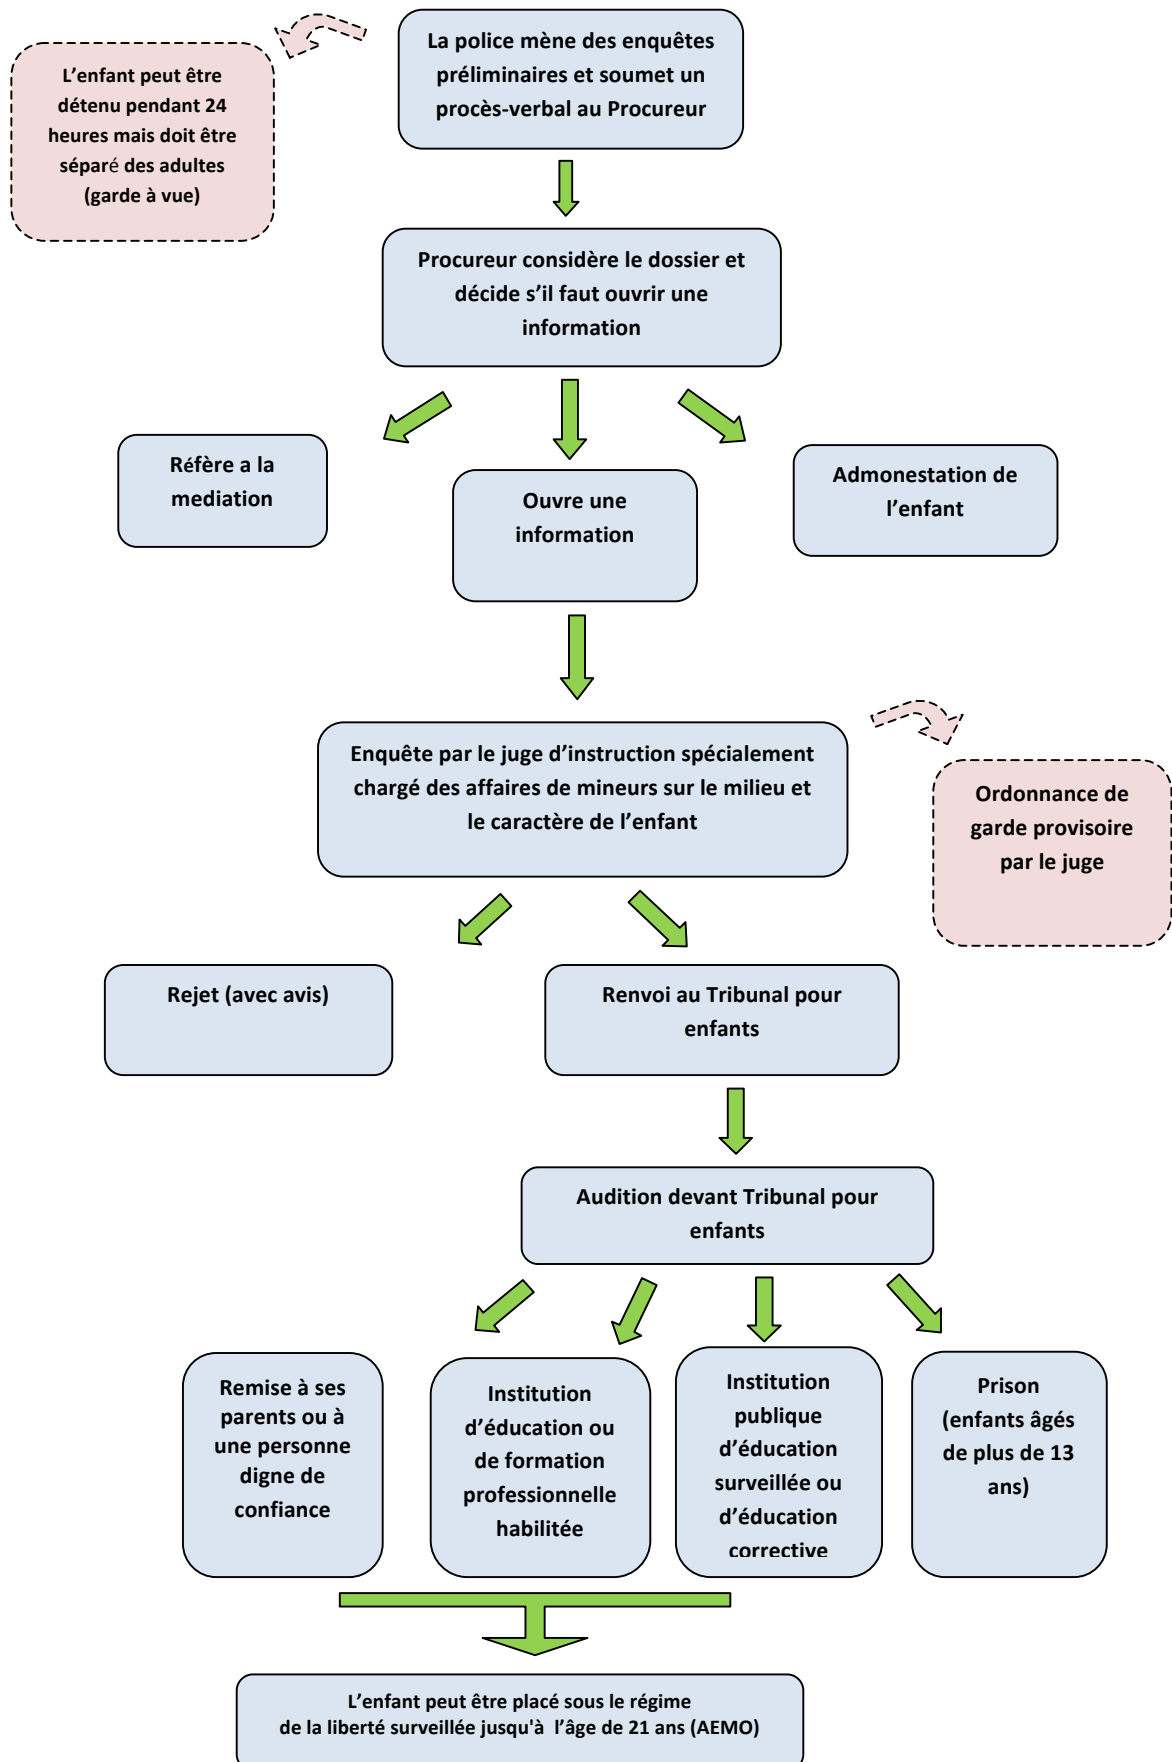 La police mène des enquêtes
préliminaires et soumet un
procès-verbal au Procureur
L'enfant peut être
détenu pendant 24
heures mais doit être
séparé des adultes
(garde à vue)
Procureur considère le dossier et
décide s'il faut ouvrir une
information
Réfère a la
mediation
Ouvre une
information
Admonestation de
l'enfant
Enquête par le juge d'instruction spécialement
chargé des affaires de mineurs sur le milieu et
le caractère de l'enfant
Ordonnance de
garde provisoire
par le juge
Rejet (avec avis)
Renvoi au Tribunal pour
enfants
Audition devant Tribunal pour
enfants
Remise à ses
parents ou à
une personne
digne de
confiance
Institution
d'éducation ou
de formation
professionnelle
habilitée
Institution
publique
d'éducation
surveillée ou
d'éducation
corrective
Prison
(enfants âgés
de plus de 13
ans)
L'enfant peut être placé sous le régime
de la liberté surveillée jusqu'à l'âge de 21 ans (AEMO)